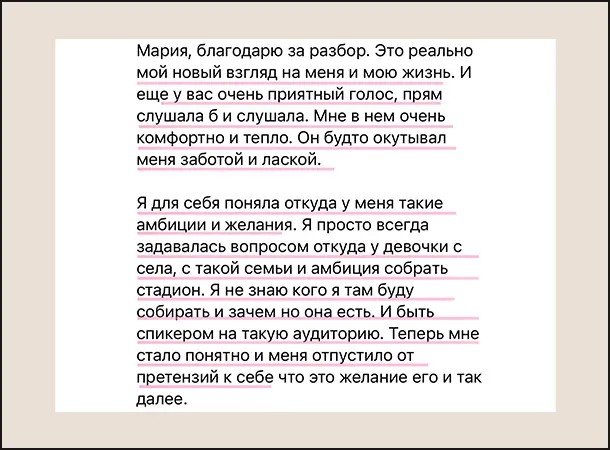 Мария, благодарю за разбор. Это реально
мой новый взгляд на меня и мою жизнь. И
еще у вас очень приятный голос, прям
слушала б и слушала. Мне в нем очень
комфортно и тепло. Он будто окутывал
меня заботой и лаской.
Я для себя поняла откуда у меня такие
амбиции и желания. Я просто всегда
задавалась вопросом откуда у девочки с
села, с такой семьи и амбиция собрать
стадион. Я не знаю кого я там буду
собирать и зачем но она есть. И быть
спикером на такую аудиторию. Теперь мне
стало понятно и меня отпустило от
претензий к себе что это желание его и так
далее.